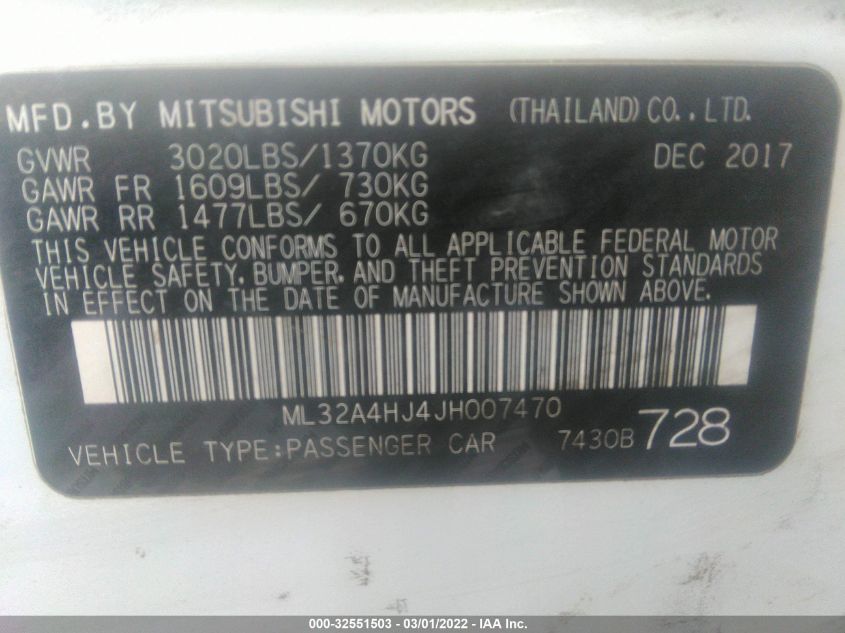 MFD.BY MITSUBISHI MOTORS (THAILAND) CO.,LTD.
GVWR 3020LBS/1370KG DEC 2017
GAWR FR 1609LBS/ 730KG
GAWR RR 1477LBS/ 670KG
THIS VEHICLE CONFORMS TO ALL APPLICABLE FEDERAL MOTOR
VEHICLE SAFETY, BUMPER, AND THEFT PREVENTION STANDARDS
IN EFFECT ON THE DATE OF MANUFACTURE SHOWN ABOVE.
ML32A4HJ4JH007470
VEHICLE TYPE:PASSENGER CAR 7430B 728
000-32551503 - 03/01/2022 - IAA Inc.